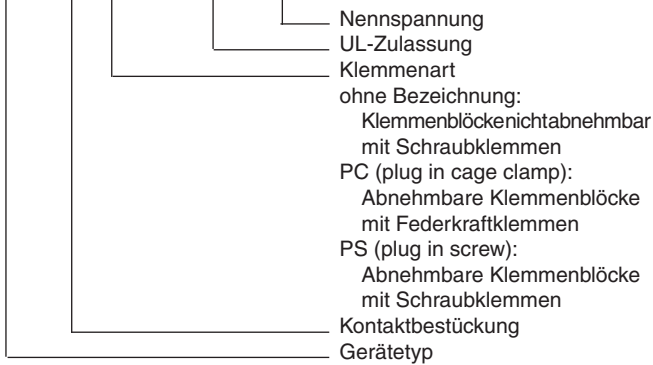 Nennspannung
UL-Zulassung
Klemmenart
ohne Bezeichnung:
Klemmenblöckenichtabnehmbar
mit Schraubklemmen
PC (plug in cage clamp):
Abnehmbare Klemmenblöcke
mit Federkraftklemmen
PS (plug in screw):
Abnehmbare Klemmenblöcke
mit Schraubklemmen
Kontaktbestückung
Gerätetyp